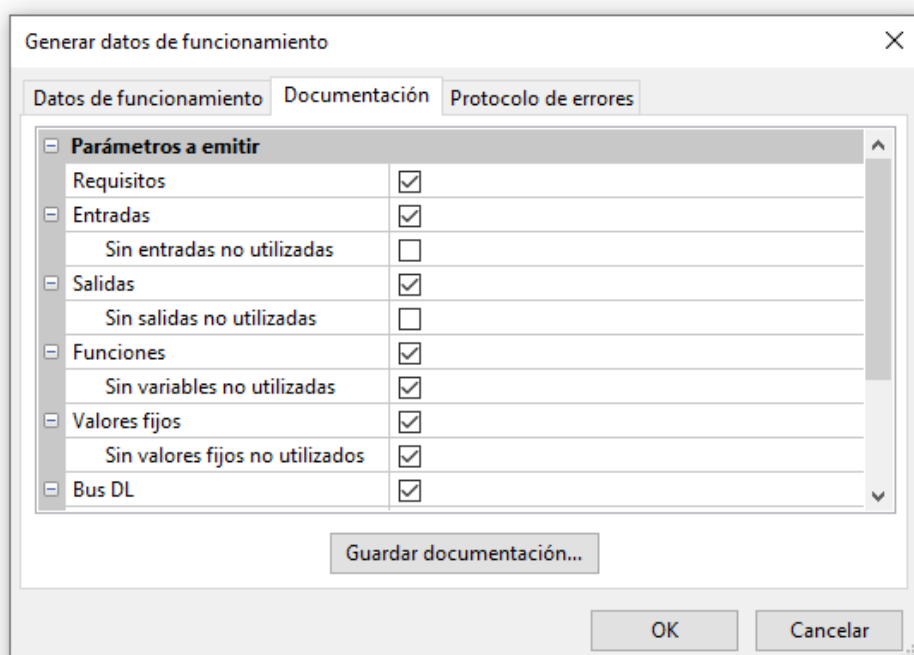 Generar datos de funcionamiento
Datos de funcionamiento Documentación Protocolo de errores
Parámetros a emitir
Requisitos
Entradas
Sin entradas no utilizadas
Salidas
Sin salidas no utilizadas
Funciones
Sin variables no utilizadas
Valores fijos
Sin valores fijos no utilizados
Bus DL
Guardar documentación...
OK Cancelar